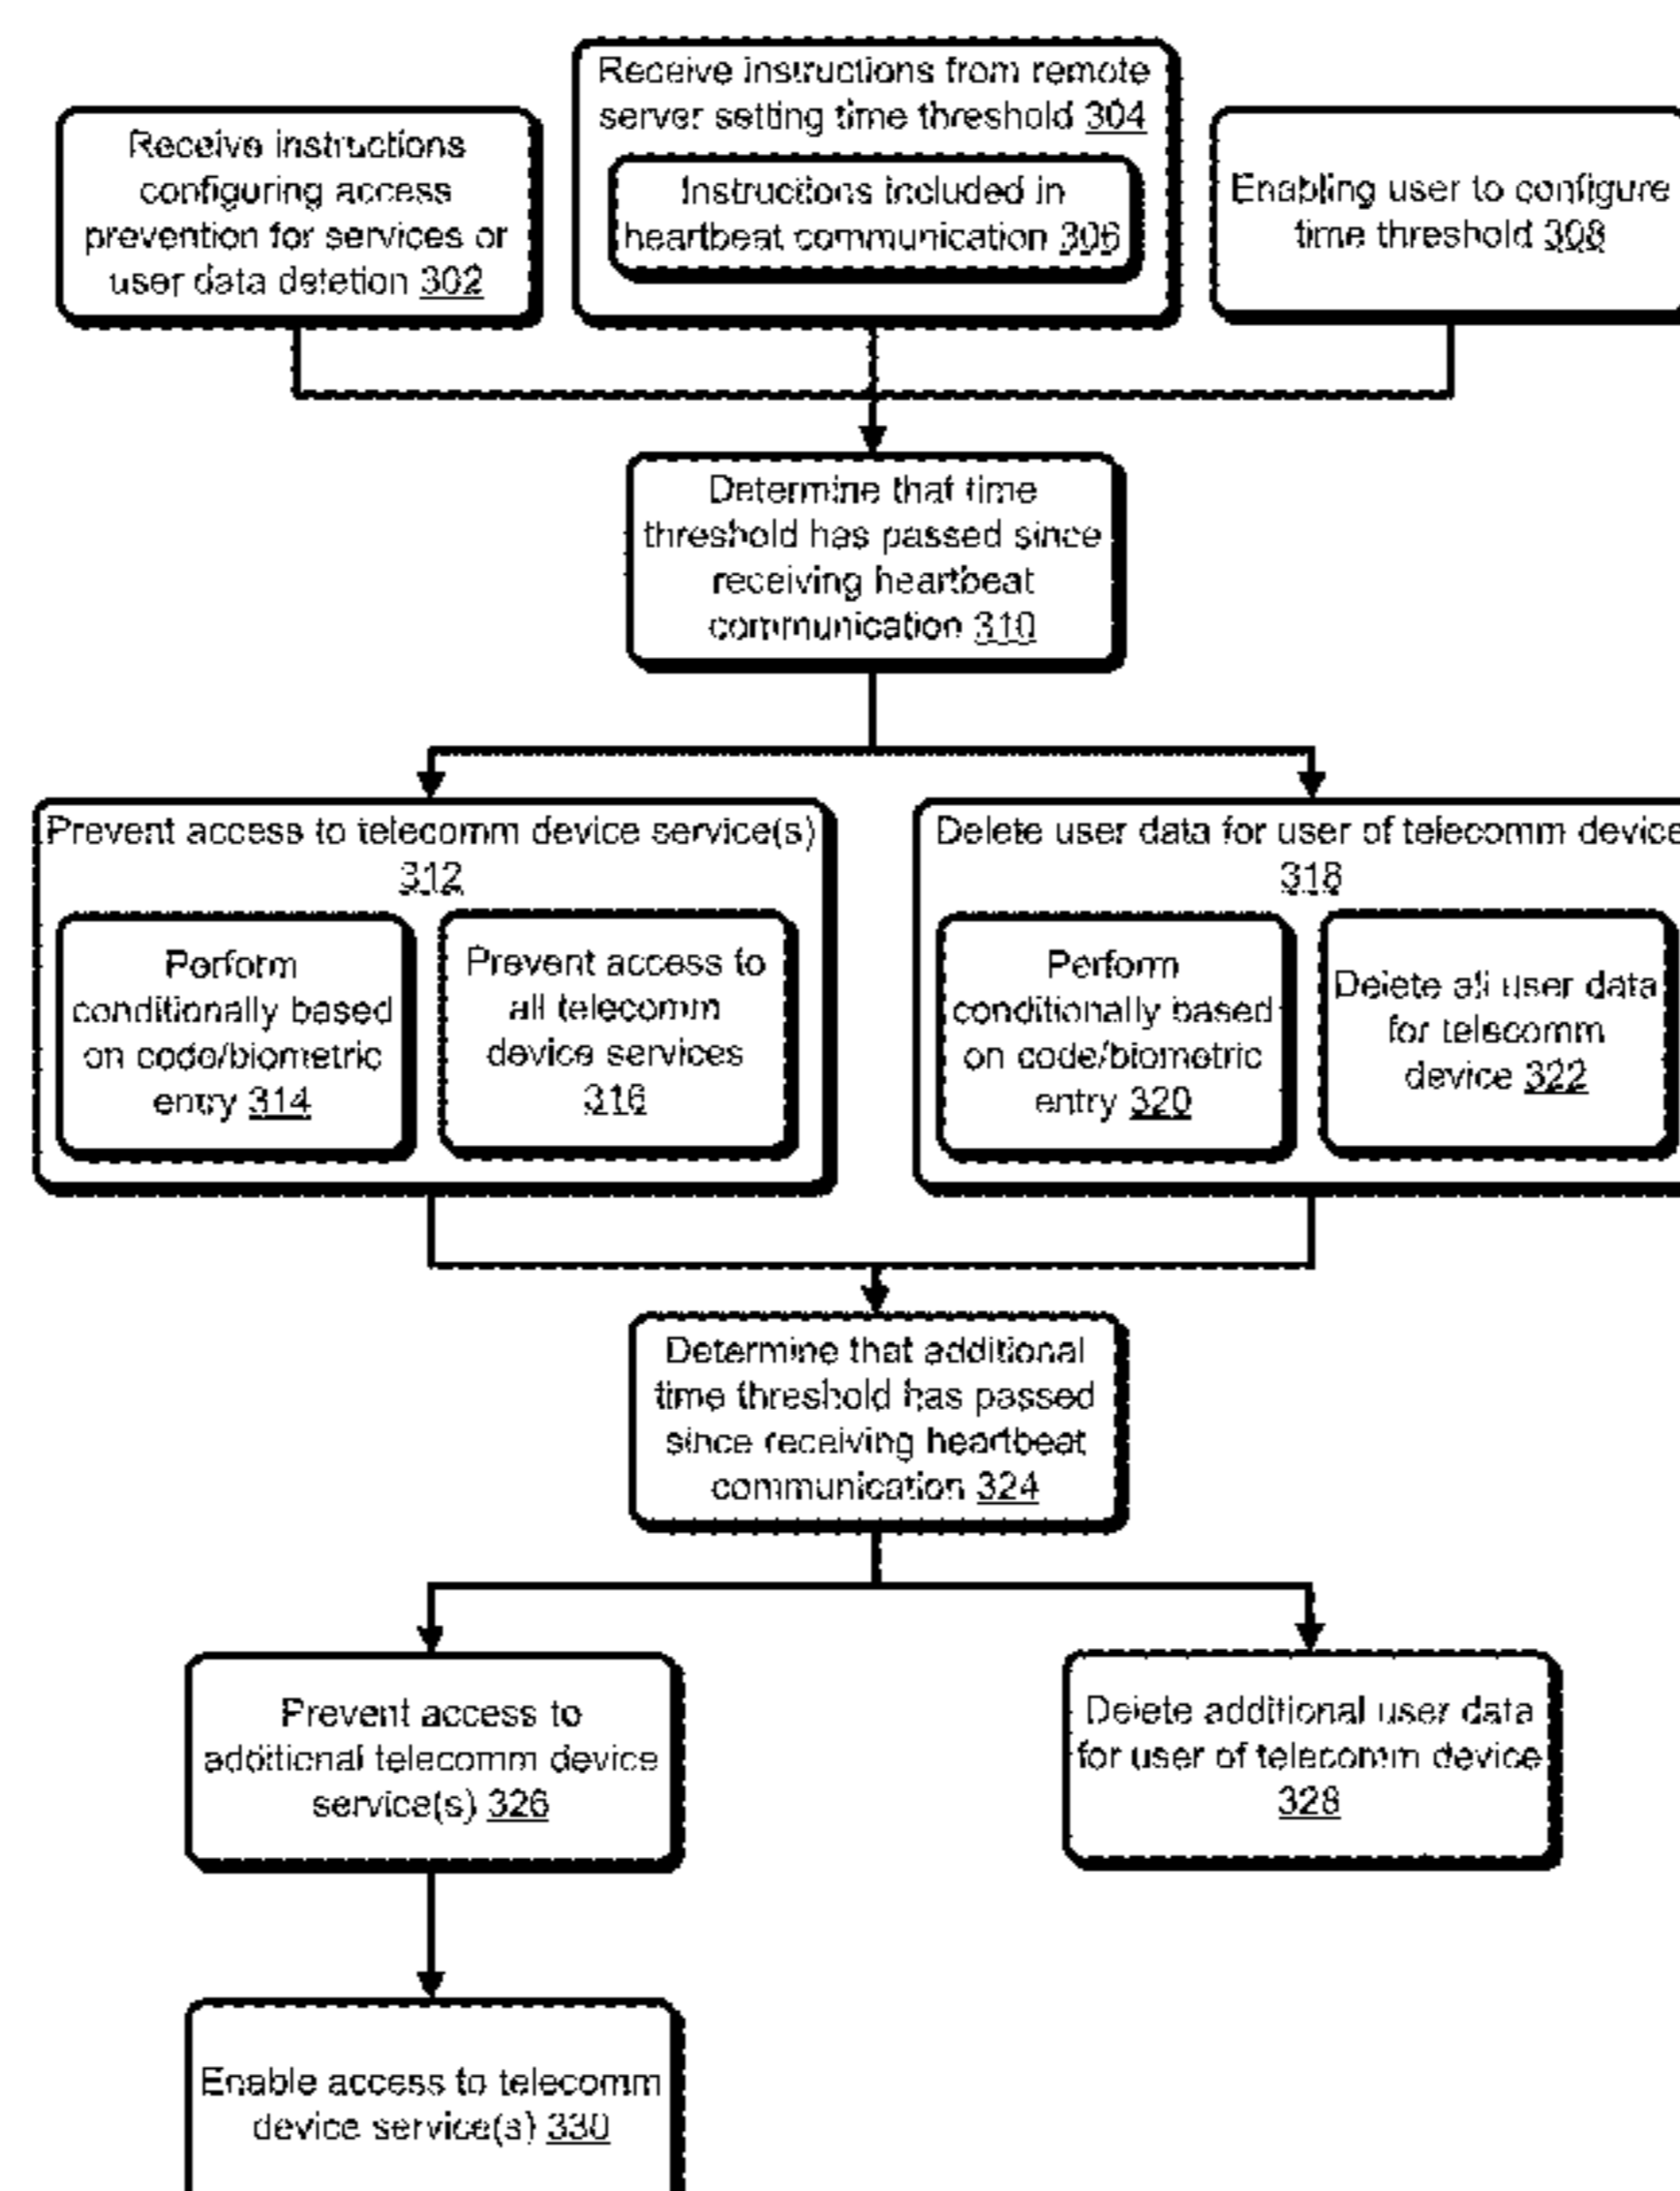 Receive instructions
configuring access
prevention for services or
user data deletion 302
Receive instructions from remote
server setting time threshold 304
Instructions included in
heartbeat communication 306
Enabling user to configure
time threshold 308
Determine that time
threshold has passed since
receiving heartbeat
communication 310
Prevent access to telecomm device service(s)
312
Perform
conditionally based
on code/biometric
entry 314
Prevent access to
all telecomm
device services
316
Delete user data for user of telecomm device
318
Perform
conditionally based
on code/biometric
entry 320
Delete all user data
for telecomm
device 322
Determine that additional
time threshold has passed
since receiving heartbeat
communication 324
Prevent access to
additional telecomm device
service(s) 326
Delete additional user data
for user of telecomm device
328
Enable access to telecomm
device service(s) 330